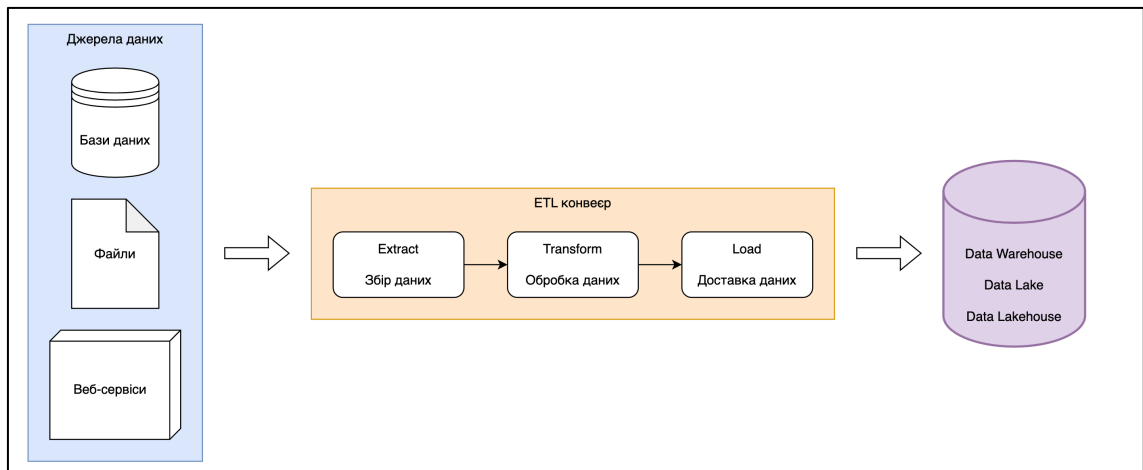 Джерела даних
Бази даних
Файли
Веб-сервіси
ETL конвеєр
Extract
Збір даних
Transform
Обробка даних
Load
Доставка даних
Data Warehouse
Data Lake
Data Lakehouse